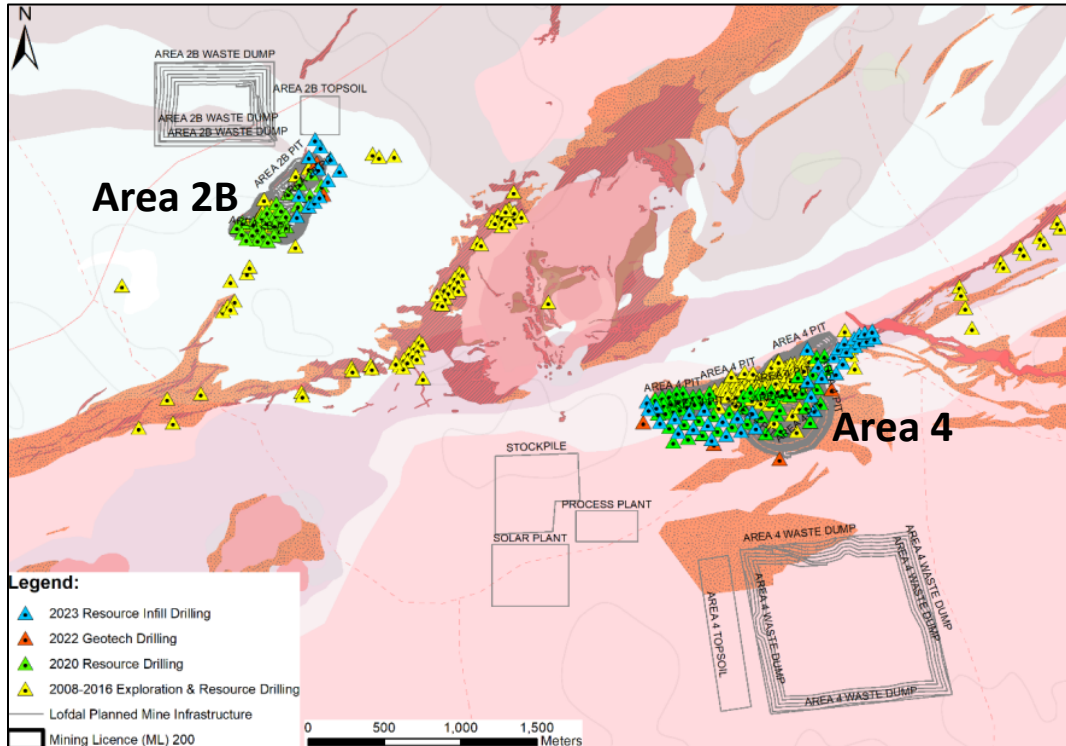 N
AREA 2B WASTE DUMP
AREA 2B TOPSOIL
AREA 2B WASTE DUMP
AREA 2B WASTE DUMP
AREA 2B PIT
Area 2B
AREA 4 PIT
AREA 4 PIT
AREA 4 PIT
PIT
Area 4
STOCKPILE
PROCESS PLANT
SOLAR PLANT
AREA 4 WASTE DUMP
AREA 4 WASTE DUMP
AREA 4 WASTE DUMP
AREA 4 TOPSOIL
AREA 4 WASTE DUMP
AREA 4 WASTE DUMP
Legend:
2023 Resource Infill Drilling
2022 Geotech Drilling
2020 Resource Drilling
2008-2016 Exploration & Resource Drilling
Lofdal Planned Mine Infrastructure
Mining Licence (ML) 200
0 500 1,000 1,500
Meters